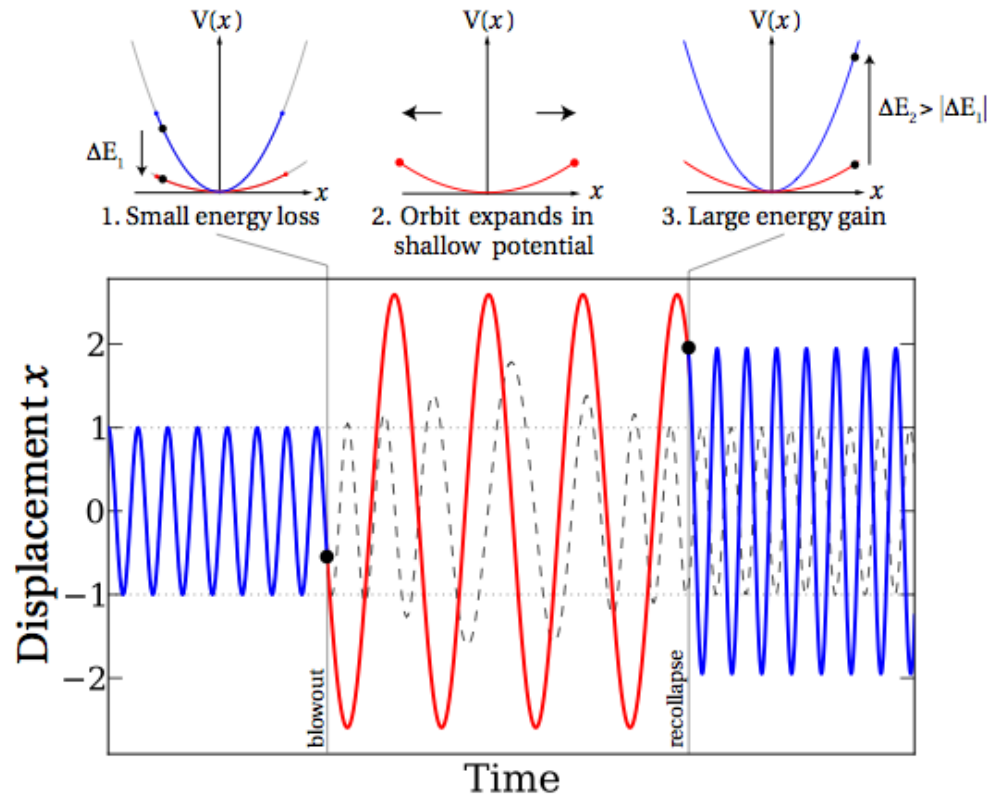 V(x)
V(x)
V(x)
ΔE₁
ΔE₂ > |ΔE₁|
x
x
x
1. Small energy loss
2. Orbit expands in
shallow potential
3. Large energy gain
2
1
0
−1
−2
Displacement x
blowout
recollapse
Time